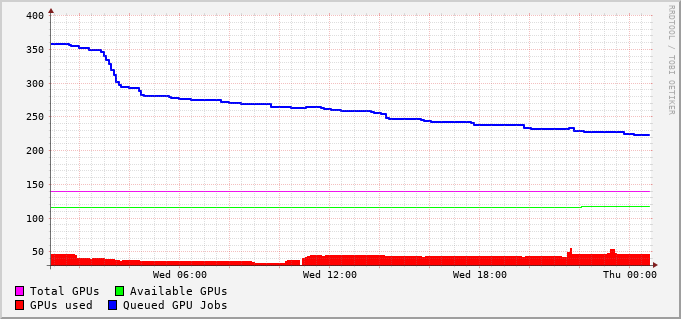 400
350
300
250
200
150
100
50
Wed 06:00 Wed 12:00 Wed 18:00 Thu 00:00
Total GPUs Available GPUs
GPUs used Queued GPU Jobs
RRDTOOL / TOBI OETIKER